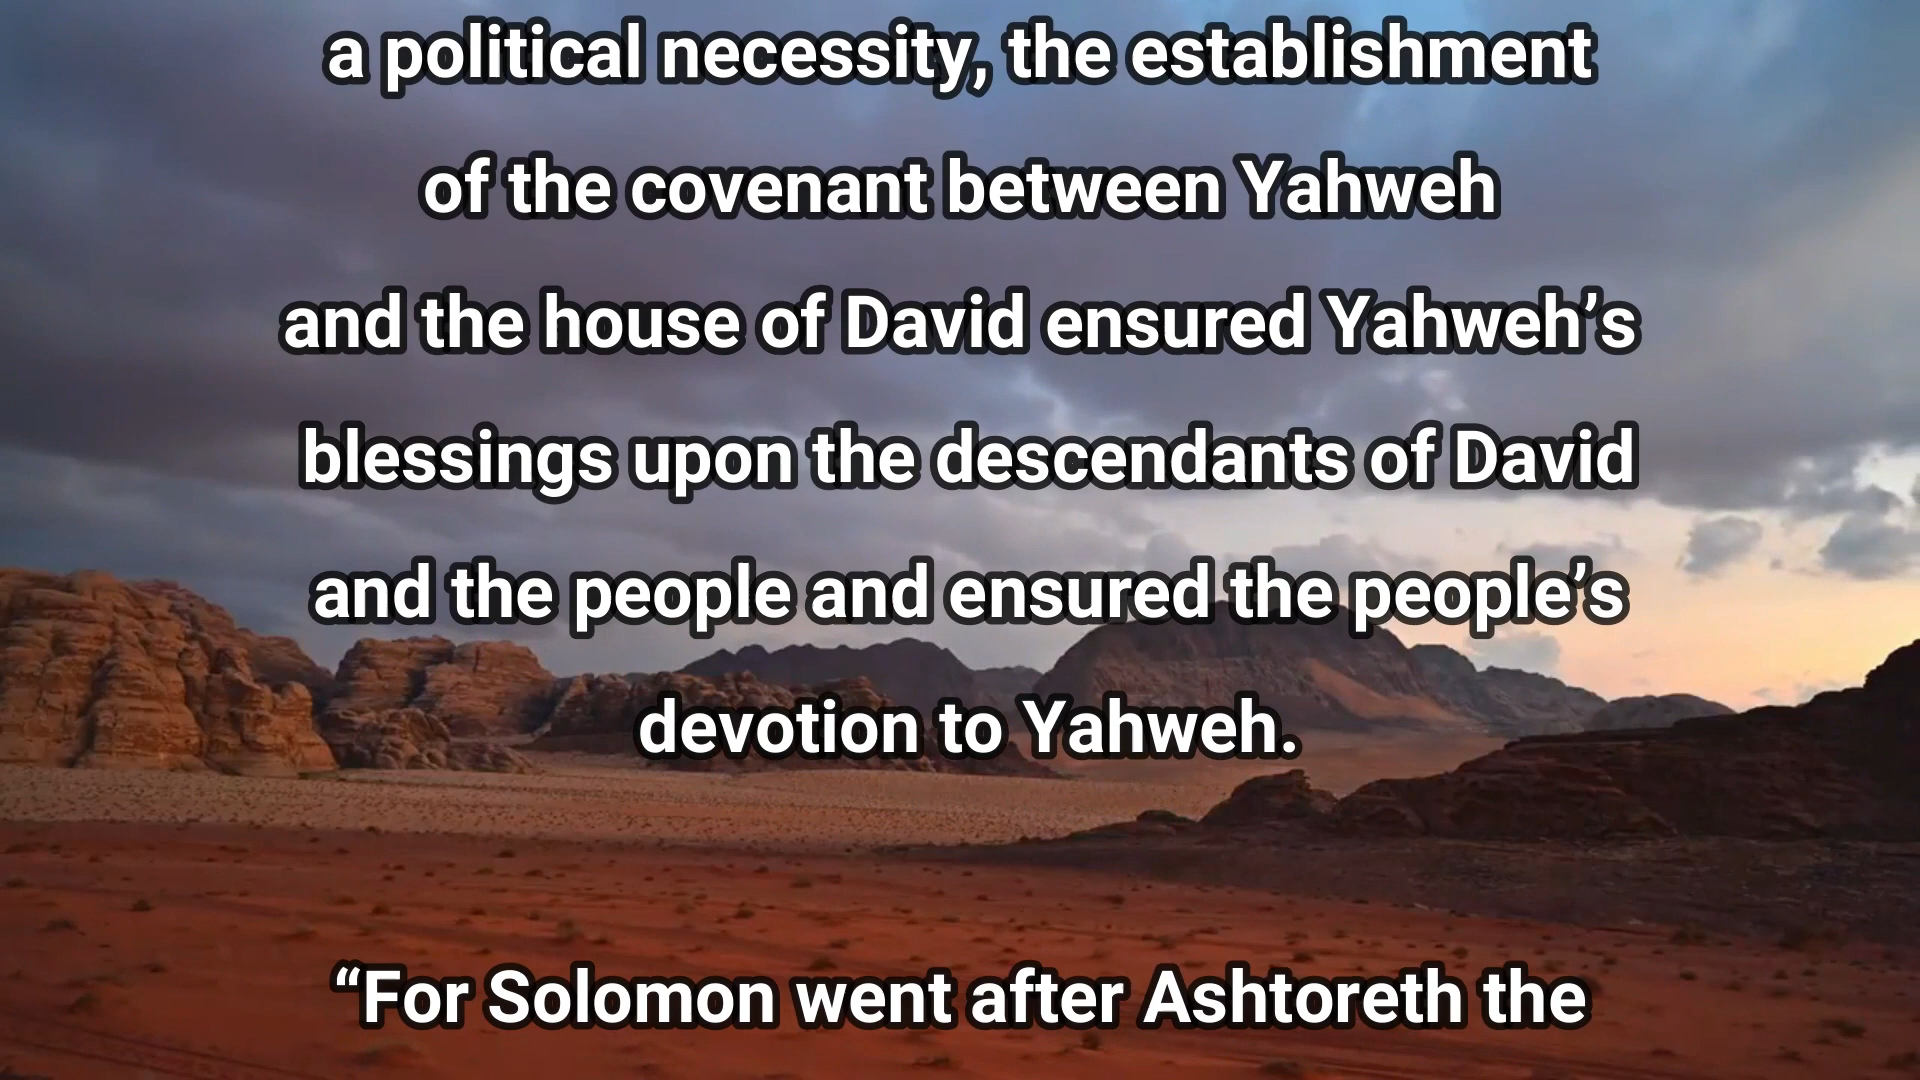 a political necessity, the establishment
of the covenant between Yahweh
and the house of David ensured Yahweh’s
blessings upon the descendants of David
and the people and ensured the people’s
devotion to Yahweh.
“For Solomon went after Ashtoreth the